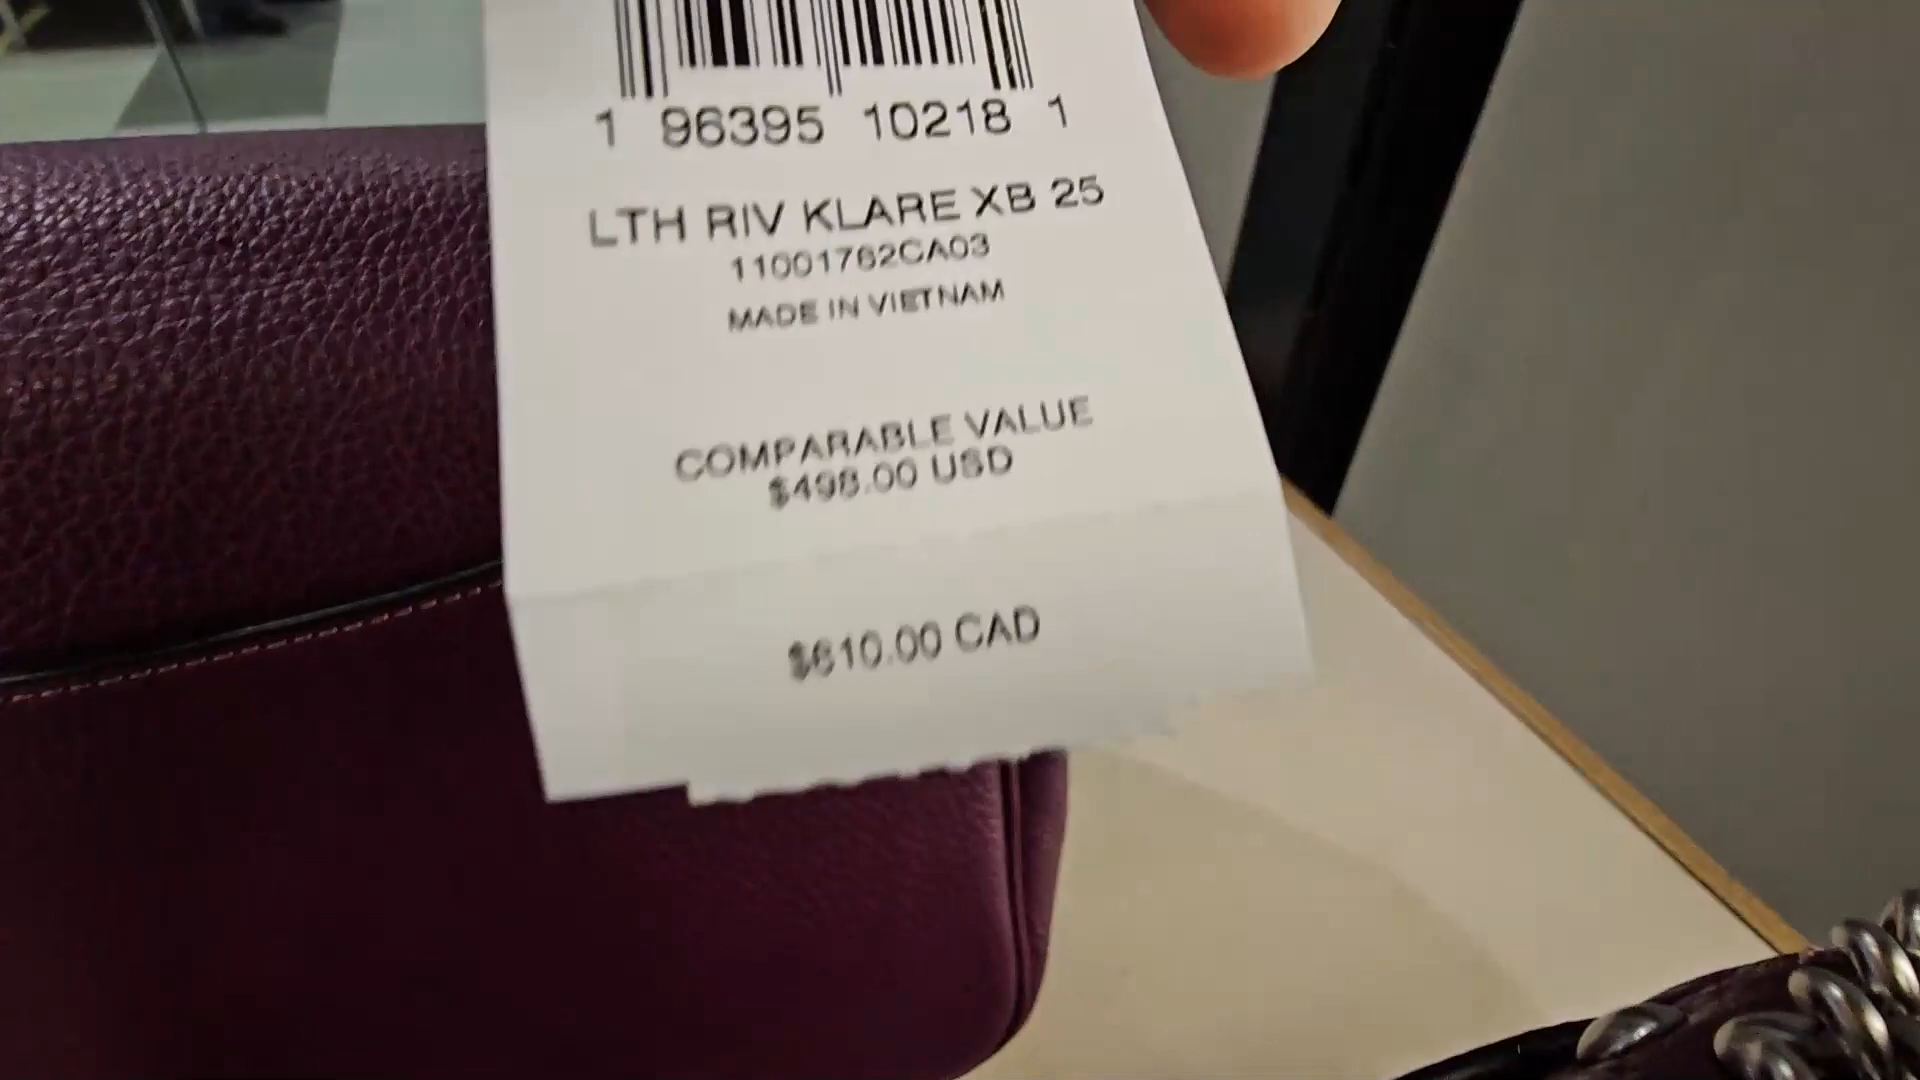 1 96395 10218 1
LTH RIV KLARE XB 25
11001762CA03
MADE IN VIETNAM
COMPARABLE VALUE
$498.00 USD
$610.00 CAD